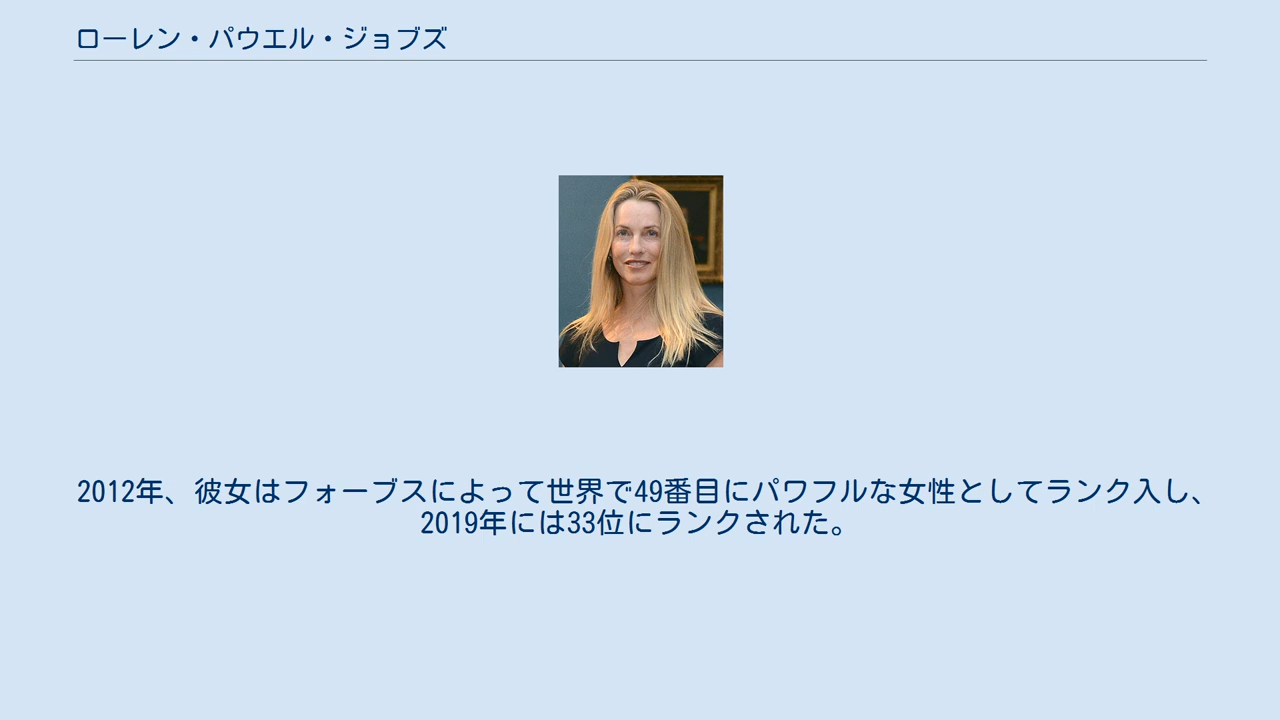 ローレン・パウエル・ジョブズ
2012年、彼女はフォーブスによって世界で49番目にパワフルな女性としてランク入し、
2019年には33位にランクされた。